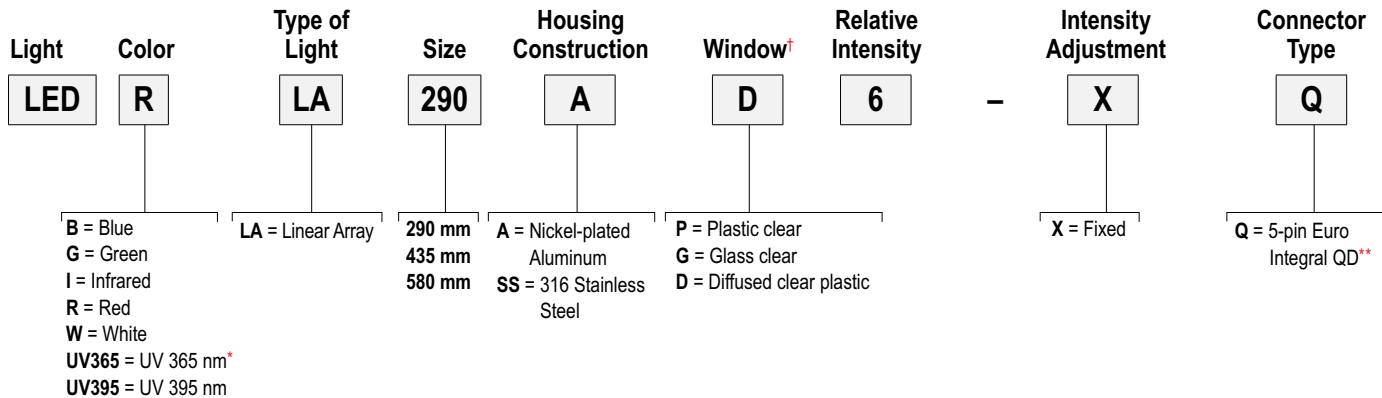 Light Color Type of Light Size Housing Construction Window† Relative Intensity Intensity Adjustment Connector Type
LED R LA 290 A D 6 – X Q
B = Blue
G = Green
I = Infrared
R = Red
W = White
UV365 = UV 365 nm*
UV395 = UV 395 nm
LA = Linear Array
290 mm
435 mm
580 mm
A = Nickel-plated
Aluminum
SS = 316 Stainless
Steel
P = Plastic clear
G = Glass clear
D = Diffused clear plastic
X = Fixed
Q = 5-pin Euro
Integral QD**